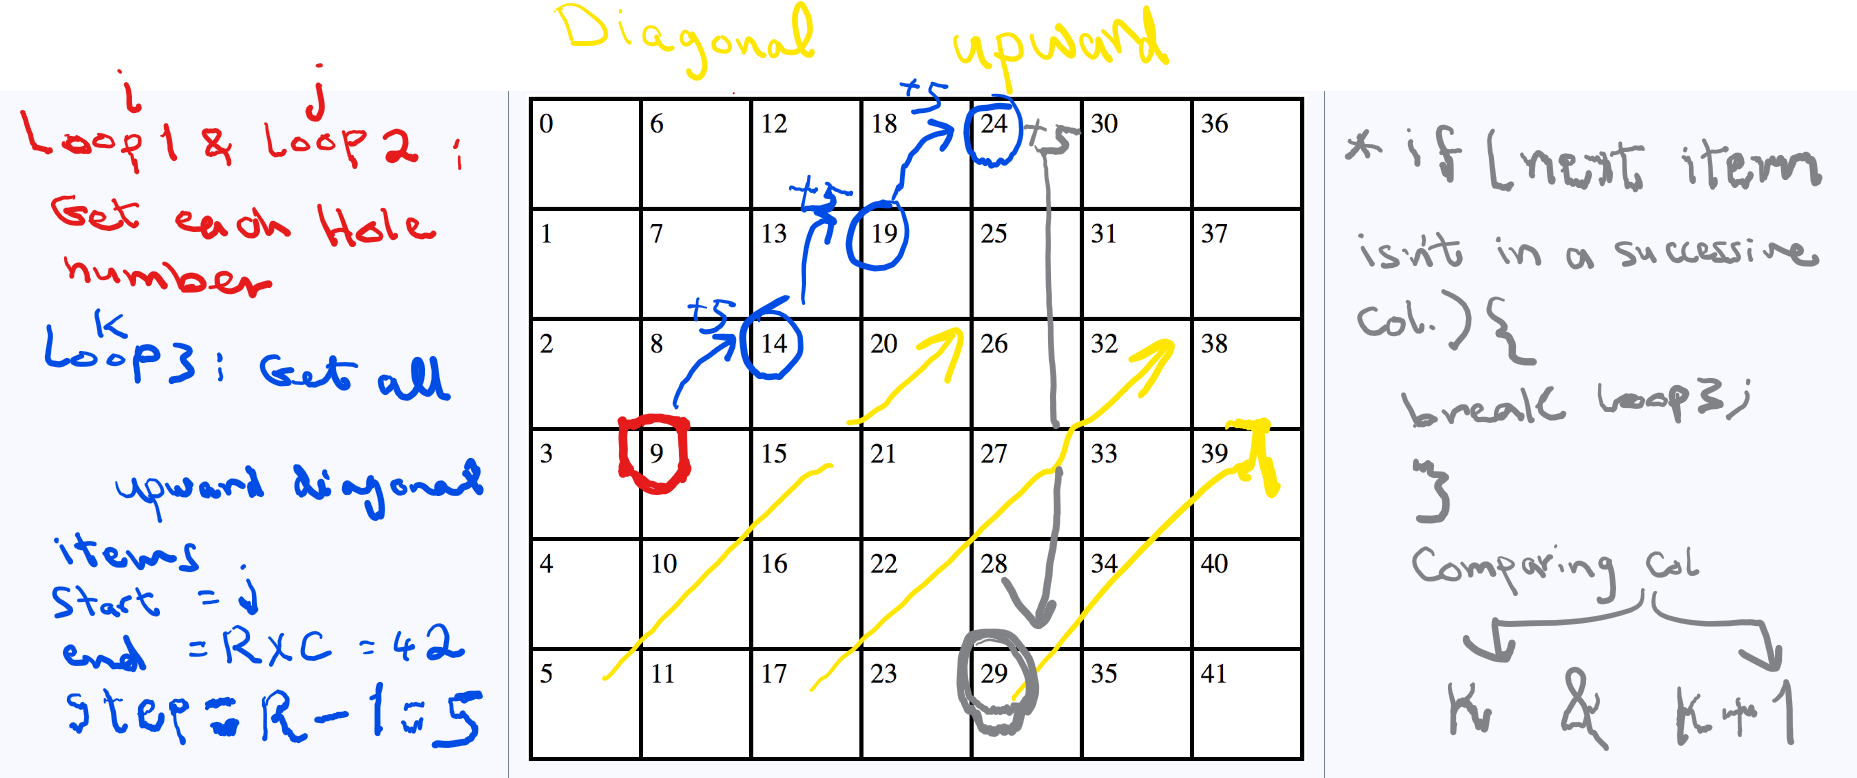 Diagonal upward
i j
Loop1 & Loop2 :
Get each Hole
number
K
Loop3 : Get all
upward diagonal
items
Start = j
end = RXC = 42
Step = R - 1 = 5
+5
+5
+5
+5
0 6 12 18 24 30 36
1 7 13 19 25 31 37
2 8 14 20 26 32 38
3 9 15 21 27 33 39
4 10 16 22 28 34 40
5 11 17 23 29 35 41
* if (next item
isn't in a successive
Col.) {
break Loop3;
}
Comparing Col
K & K+1